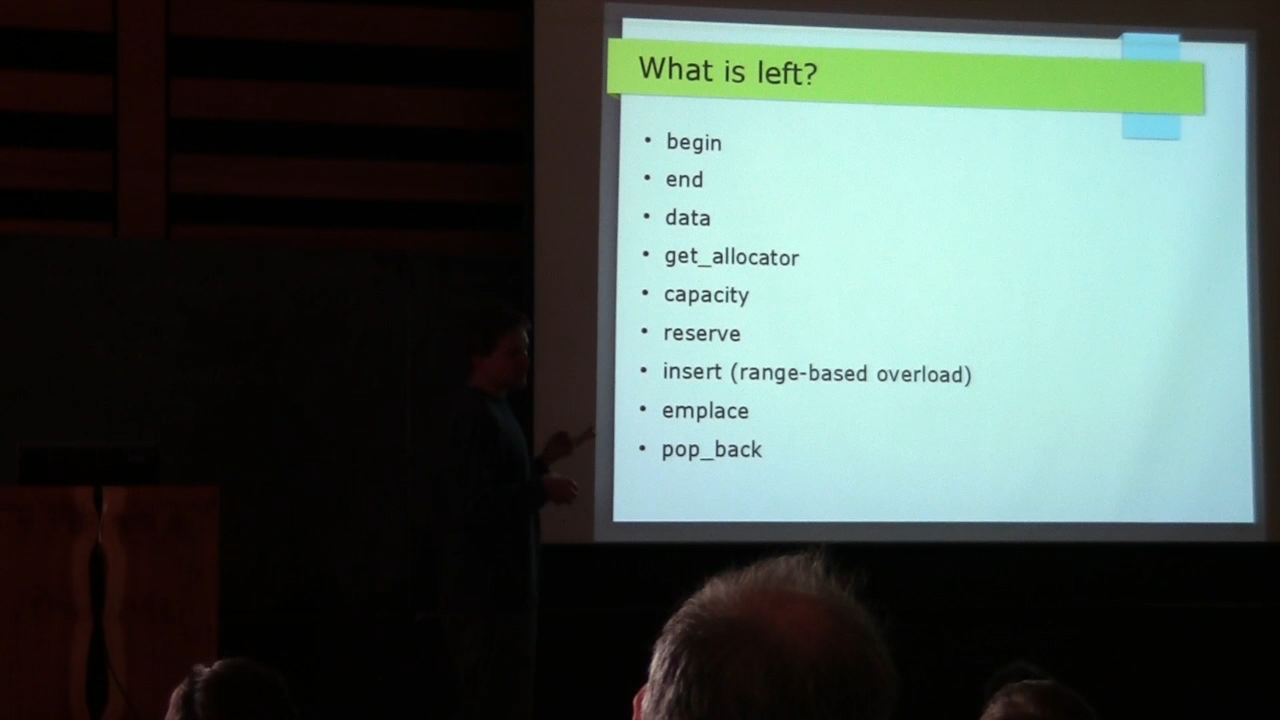 What is left?
• begin
• end
• data
• get_allocator
• capacity
• reserve
• insert (range-based overload)
• emplace
• pop_back